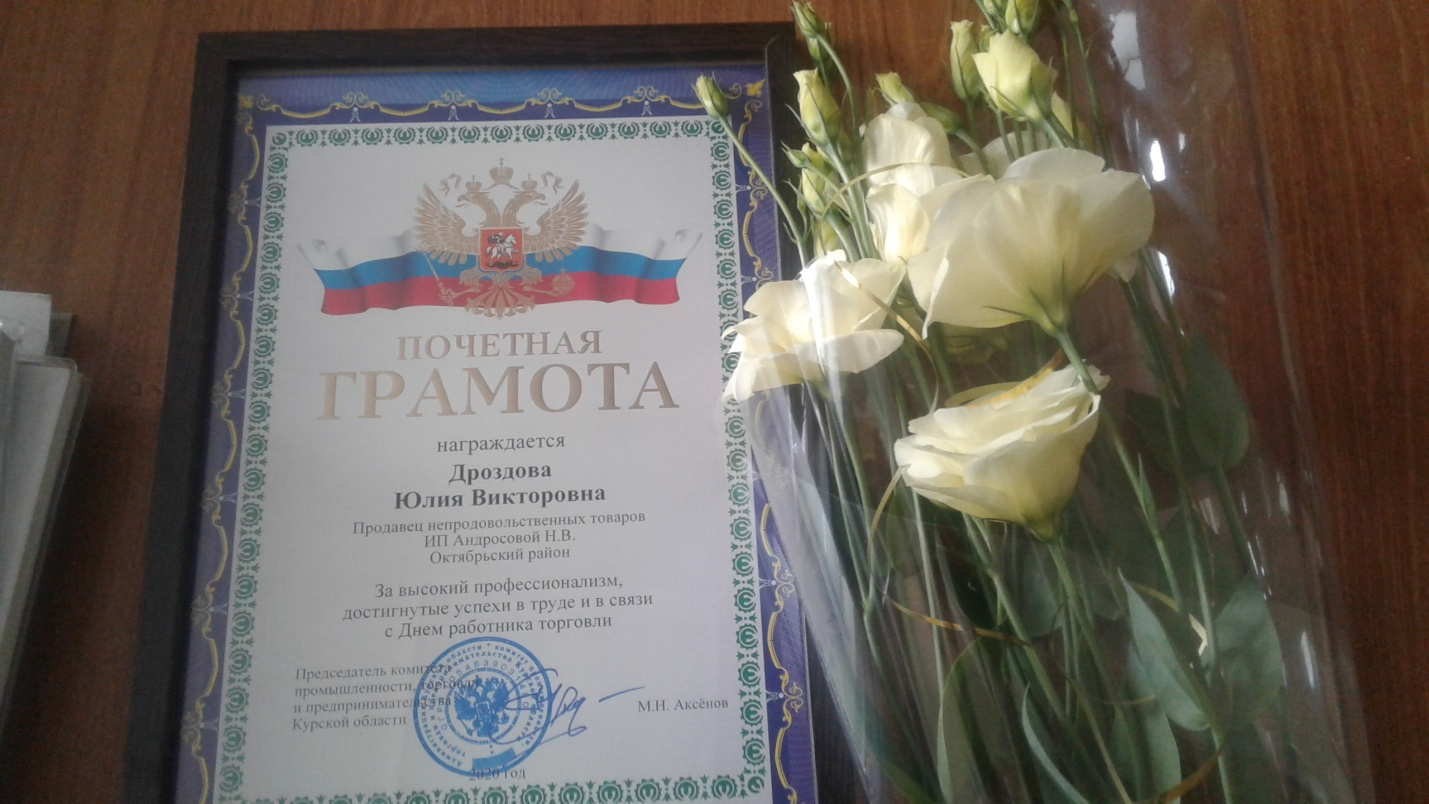 ПОЧЕТНАЯ
ГРАМОТА
награждается
Дроздова
Юлия Викторовна
Продавец непродовольственных товаров
ИП Андросовой Н.В.
Октябрьский район
За высокий профессионализм,
достигнутые успехи в труде и в связи
с Днем работника торговли
Председатель комитета
промышленности, торговли
и предпринимательства
Курской области
М.Н. Аксёнов
2020 год